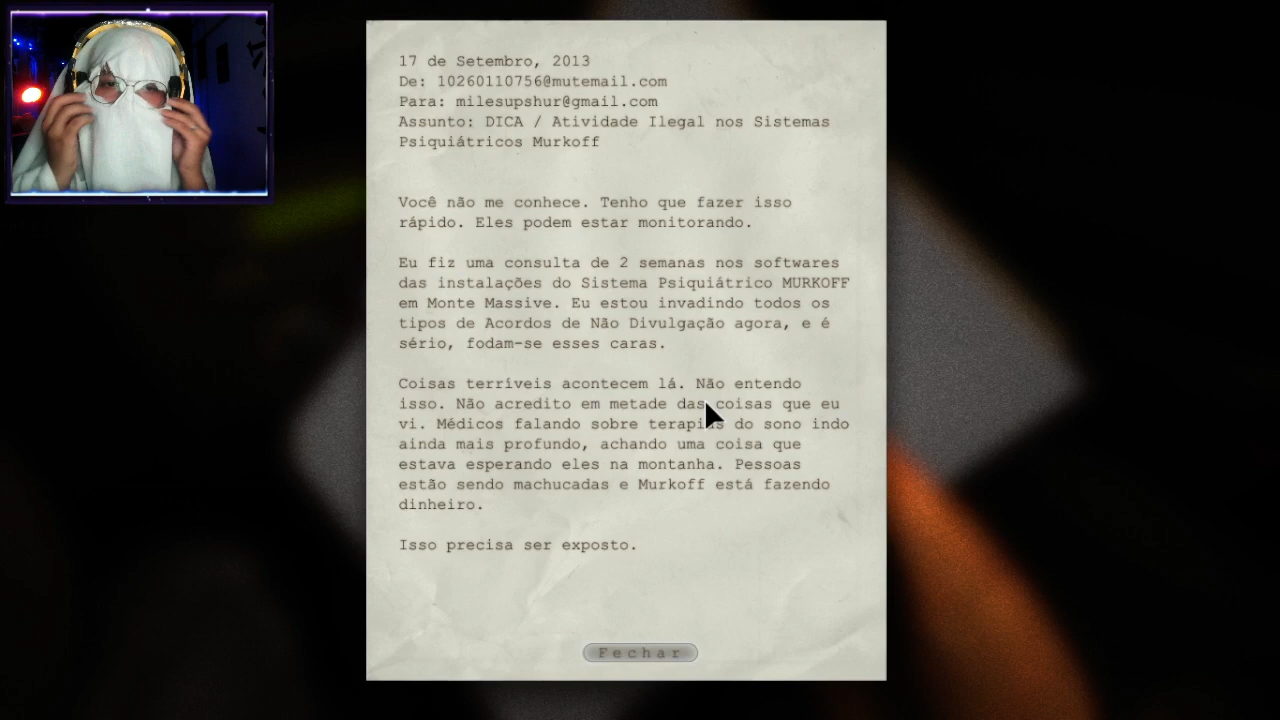 17 de Setembro, 2013
De: 10260110756@mutemail.com
Para: milesupshur@gmail.com
Assunto: DICA / Atividade Ilegal nos Sistemas
Psiquiátricos Murkoff
Você não me conhece. Tenho que fazer isso
rápido. Eles podem estar monitorando.
Eu fiz uma consulta de 2 semanas nos softwares
das instalações do Sistema Psiquiátrico MURKOFF
em Monte Massive. Eu estou invadindo todos os
tipos de Acordos de Não Divulgação agora, e é
sério, fodam-se esses caras.
Coisas terríveis acontecem lá. Não entendo
isso. Não acredito em metade das coisas que eu
vi. Médicos falando sobre terapias do sono indo
ainda mais profundo, achando uma coisa que
estava esperando eles na montanha. Pessoas
estão sendo machucadas e Murkoff está fazendo
dinheiro.
Isso precisa ser exposto.
Fechar